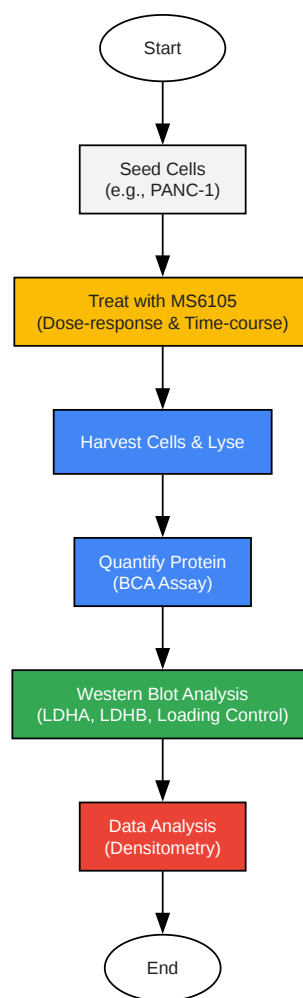 Start
Seed Cells
(e.g., PANC-1)
Treat with MS6105
(Dose-response & Time-course)
Harvest Cells & Lyse
Quantify Protein
(BCA Assay)
Western Blot Analysis
(LDHA, LDHB, Loading Control)
Data Analysis
(Densitometry)
End